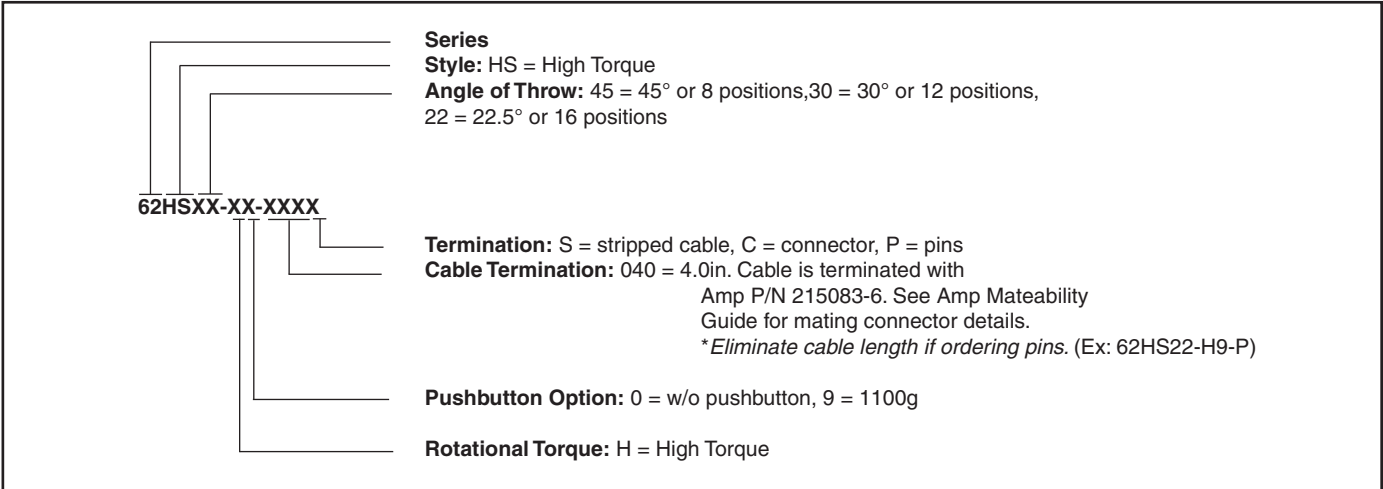 Series
Style: HS = High Torque
Angle of Throw: 45 = 45° or 8 positions,30 = 30° or 12 positions,
22 = 22.5° or 16 positions
62HSXX-XX-XXXX
Termination: S = stripped cable, C = connector, P = pins
Cable Termination: 040 = 4.0in. Cable is terminated with
Amp P/N 215083-6. See Amp Mateability
Guide for mating connector details.
*Eliminate cable length if ordering pins. (Ex: 62HS22-H9-P)
Pushbutton Option: 0 = w/o pushbutton, 9 = 1100g
Rotational Torque: H = High Torque